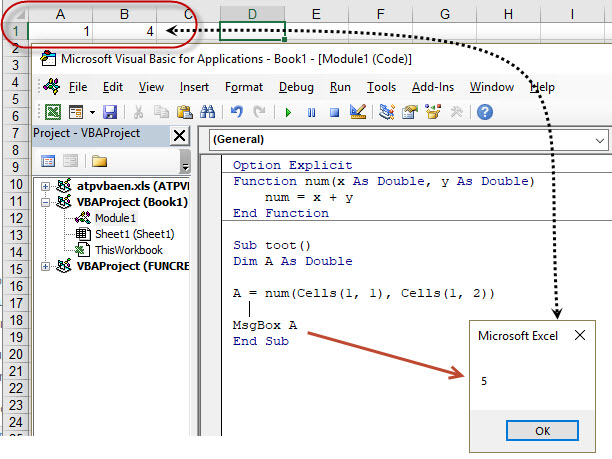 A B C D E F G H I
1 1 4
2
3 Microsoft Visual Basic for Applications - Book1 - [Module1 (Code)]
4
5 File Edit View Insert Format Debug Run Tools Add-Ins Window Help
6
7 Project - VBAProject (General)
8
9 Option Explicit
10 atpvbaen.xls (ATPV Function num(x As Double, y As Double)
11 VBAProject (Book1) num = x + y
12 Module1 End Function
13 Sheet1 (Sheet1) Sub toot()
14 ThisWorkbook Dim A As Double
15 VBAProject (FUNCRE
16 A = num(Cells(1, 1), Cells(1, 2))
17
18 MsgBox A
19 End Sub Microsoft Excel
20
21 5
22
23
24 OK